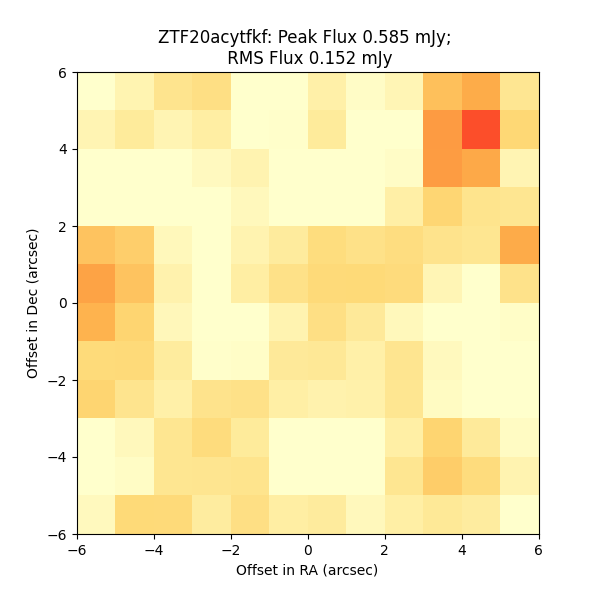 ZTF20acytfkf: Peak Flux 0.585 mJy;
RMS Flux 0.152 mJy
6
4
2
0
−2
−4
−6
Offset in Dec (arcsec)
−6 −4 −2 0 2 4 6
Offset in RA (arcsec)